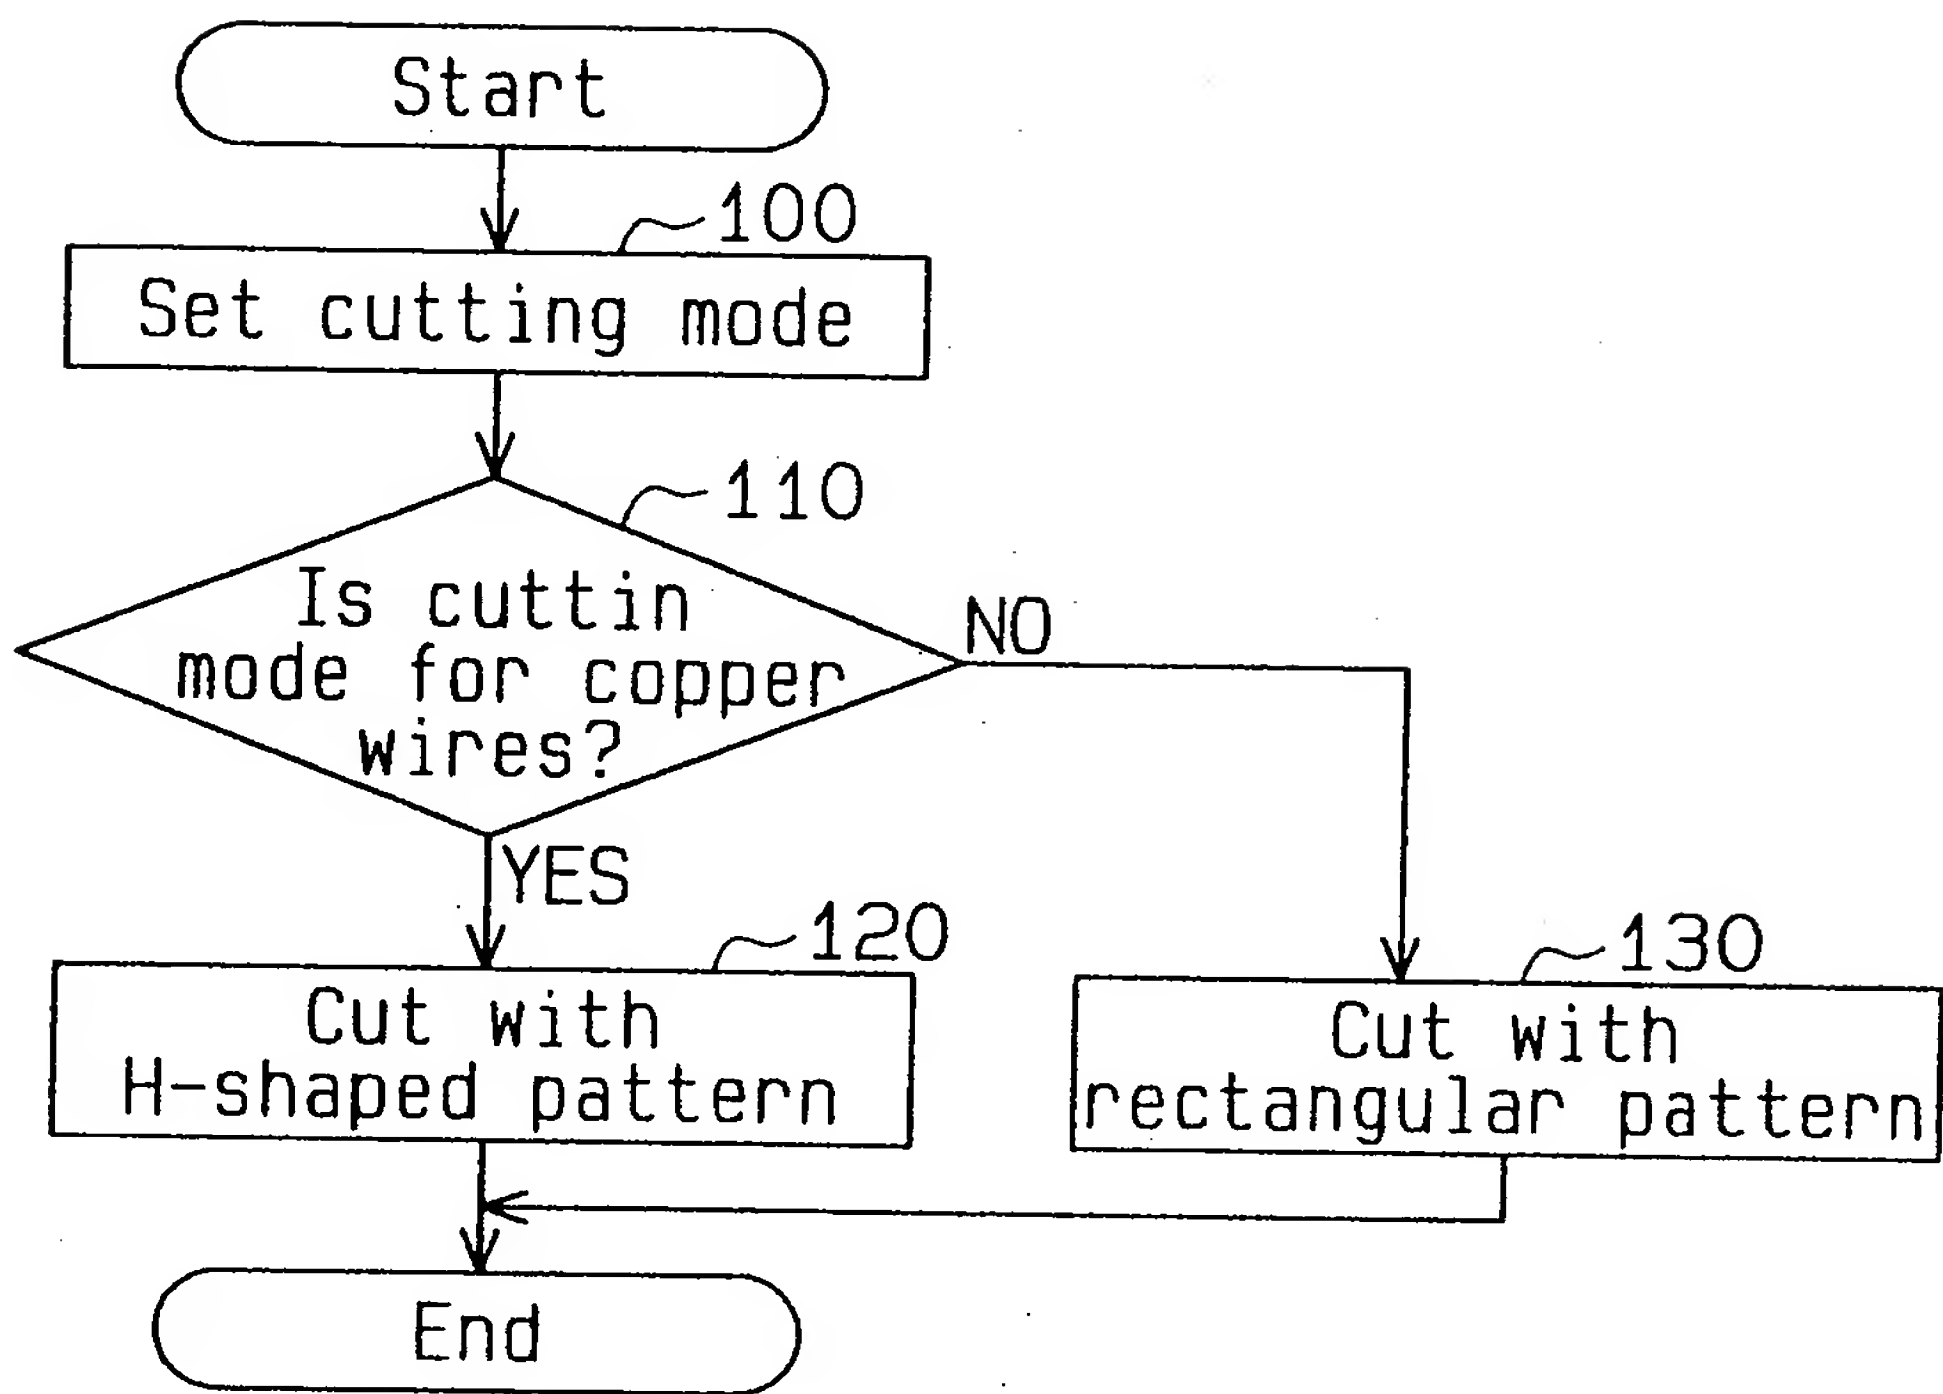 Start
100
Set cutting mode
110
Is cuttin
mode for copper
wires?
NO
YES
120
Cut with
H-shaped pattern
130
Cut with
rectangular pattern
End